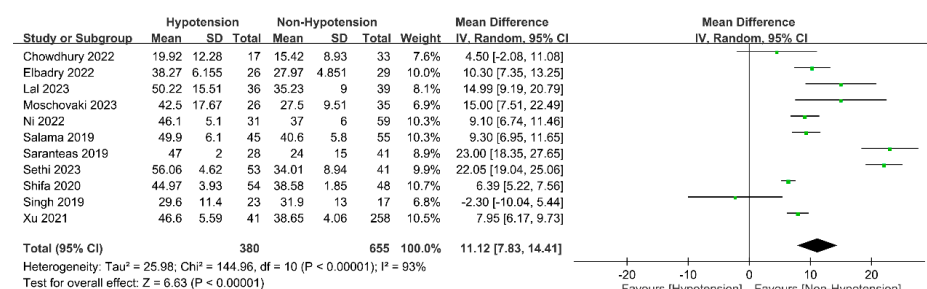 Hypotension Non-Hypotension Mean Difference Mean Difference
Study or Subgroup Mean SD Total Mean SD Total Weight IV, Random, 95% CI IV, Random, 95% CI
Chowdhury 2022 19.92 12.28 17 15.42 8.93 33 7.6% 4.50 [-2.08, 11.08]
Elbadry 2022 38.27 6.155 26 27.97 4.851 29 10.0% 10.30 [7.35, 13.25]
Lal 2023 50.22 15.51 36 35.23 9 39 8.1% 14.99 [9.19, 20.79]
Moschovaki 2023 42.5 17.67 26 27.5 9.51 35 7.0% 15.00 [7.51, 22.49]
Ni 2022 46.1 5.1 31 37 6 59 10.2% 9.10 [6.74, 11.46]
Salama 2019 49.9 6.1 45 40.6 5.8 55 10.3% 9.30 [6.95, 11.65]
Saranteas 2019 47 2 28 24 15 41 8.9% 23.00 [18.35, 27.65]
Sethi 2023 56.06 4.62 53 34.01 8.94 41 9.9% 22.05 [19.04, 25.06]
Shifa 2020 44.97 3.93 54 38.58 1.85 48 10.7% 6.39 [5.22, 7.56]
Singh 2019 29.6 11.4 23 31.9 13 17 6.8% -2.30 [-10.04, 5.44]
Xu 2021 46.6 5.59 41 38.65 4.06 258 10.5% 7.95 [6.17, 9.73]
Total (95% CI) 380 655 100.0% 11.12 [7.83, 14.41]
Heterogeneity: Tau² = 25.98; Chi² = 144.96, df = 10 (P < 0.00001); I² = 93%
Test for overall effect: Z = 6.63 (P < 0.00001)
-20 -10 0 10 20
Favours [Hypotension] Favours [Non-Hypotension]